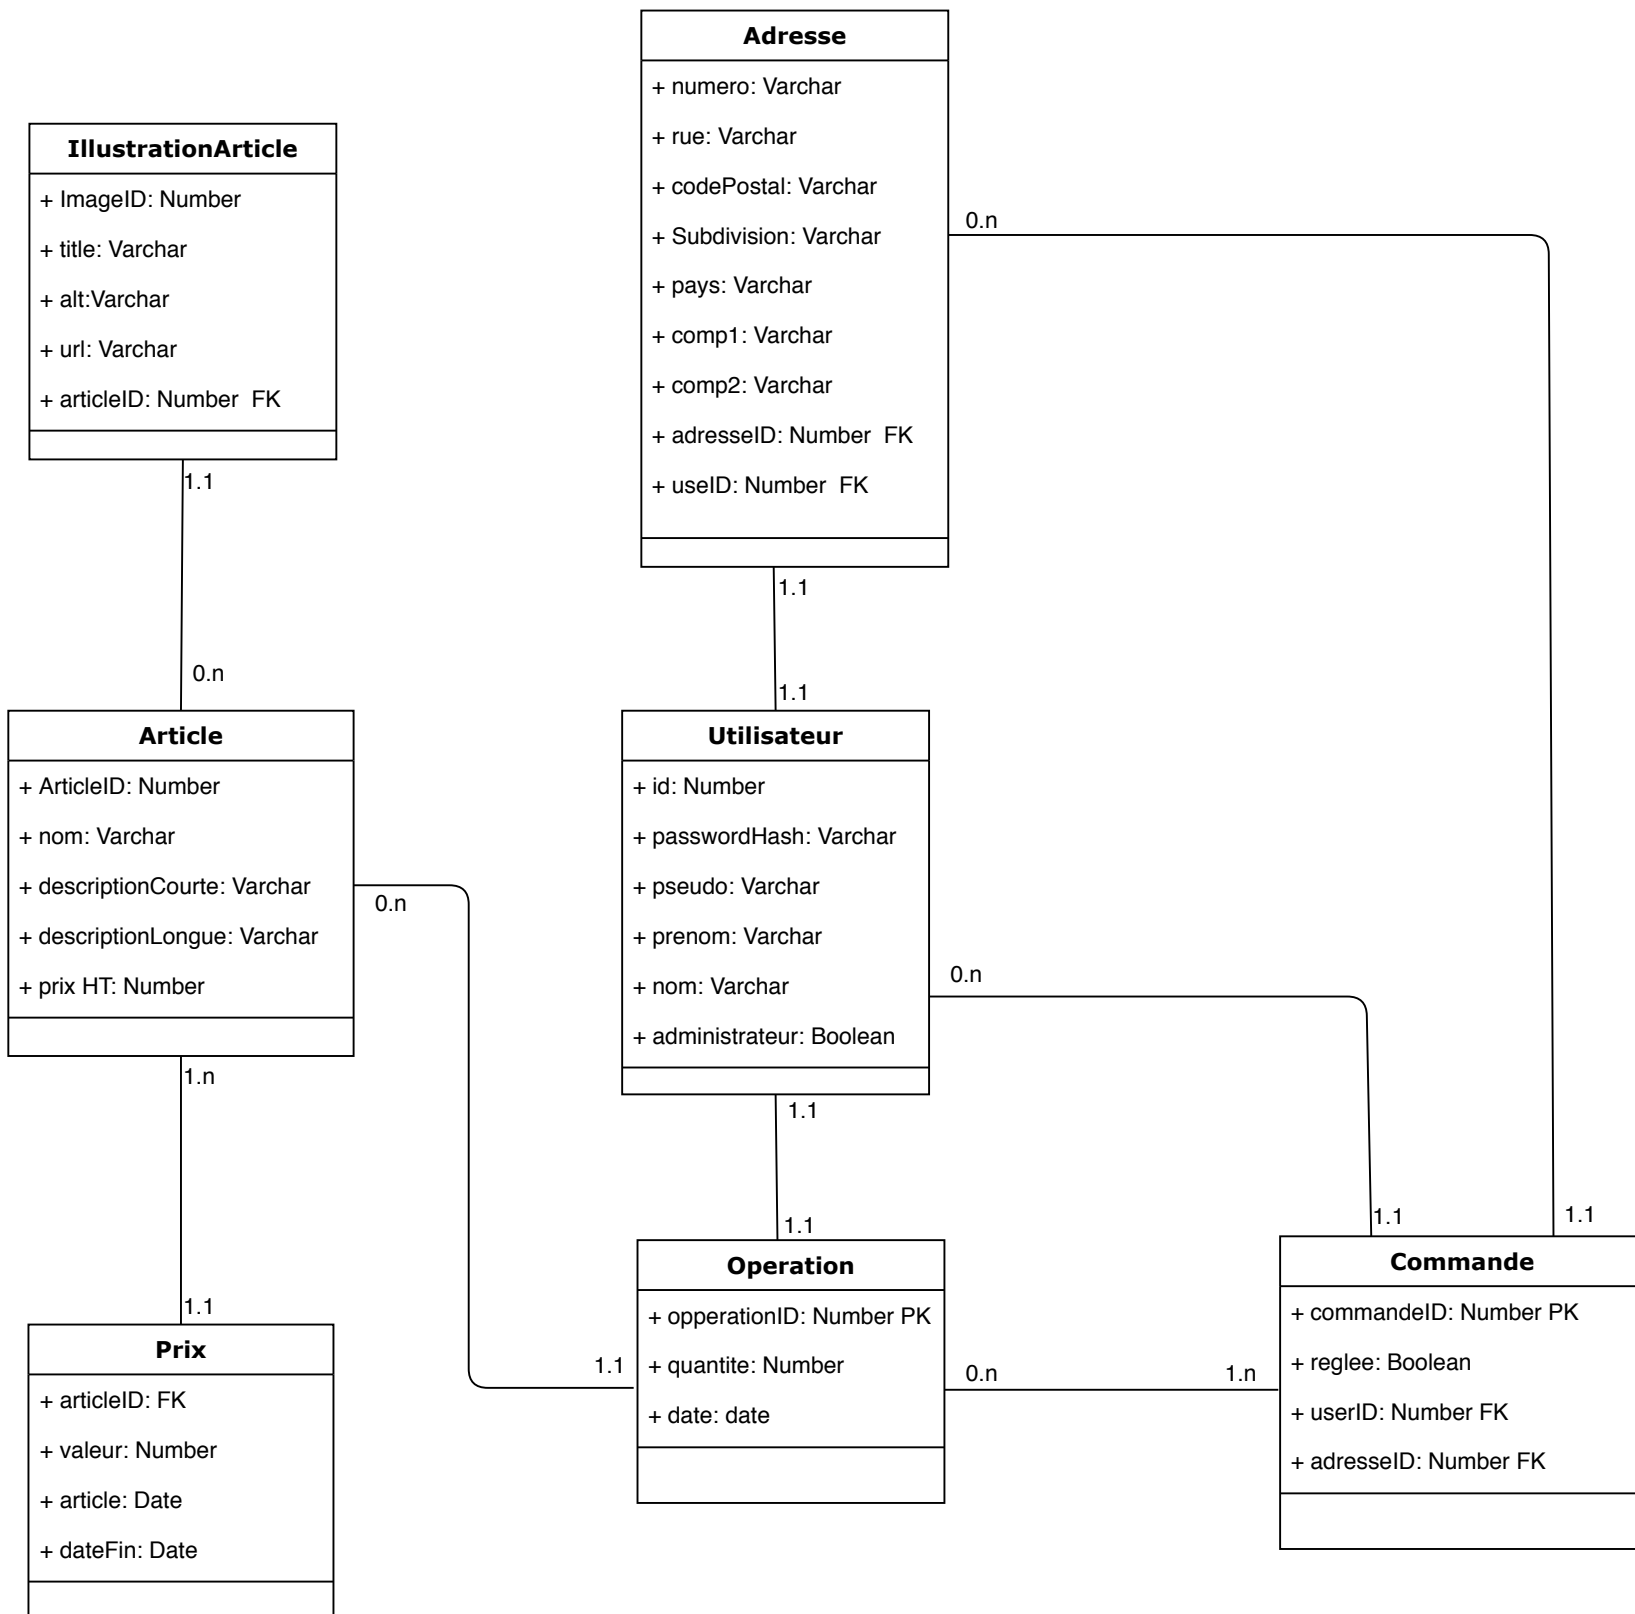 Adresse
+ numero: Varchar
+ rue: Varchar
+ codePostal: Varchar
+ Subdivision: Varchar
+ pays: Varchar
+ comp1: Varchar
+ comp2: Varchar
+ adresseID: Number  FK
+ useID: Number  FK
0.n
1.1
IllustrationArticle
+ ImageID: Number
+ title: Varchar
+ alt:Varchar
+ url: Varchar
+ articleID: Number  FK
1.1
0.n
1.1
Article
+ ArticleID: Number
+ nom: Varchar
+ descriptionCourte: Varchar
+ descriptionLongue: Varchar
+ prix HT: Number
0.n
1.n
Utilisateur
+ id: Number
+ passwordHash: Varchar
+ pseudo: Varchar
+ prenom: Varchar
+ nom: Varchar
+ administrateur: Boolean
0.n
1.1
1.1
1.1
1.1
1.1
Prix
+ articleID: FK
+ valeur: Number
+ article: Date
+ dateFin: Date
1.1
Operation
+ opperationID: Number PK
+ quantite: Number
+ date: date
0.n
1.n
Commande
+ commandeID: Number PK
+ reglee: Boolean
+ userID: Number FK
+ adresseID: Number FK